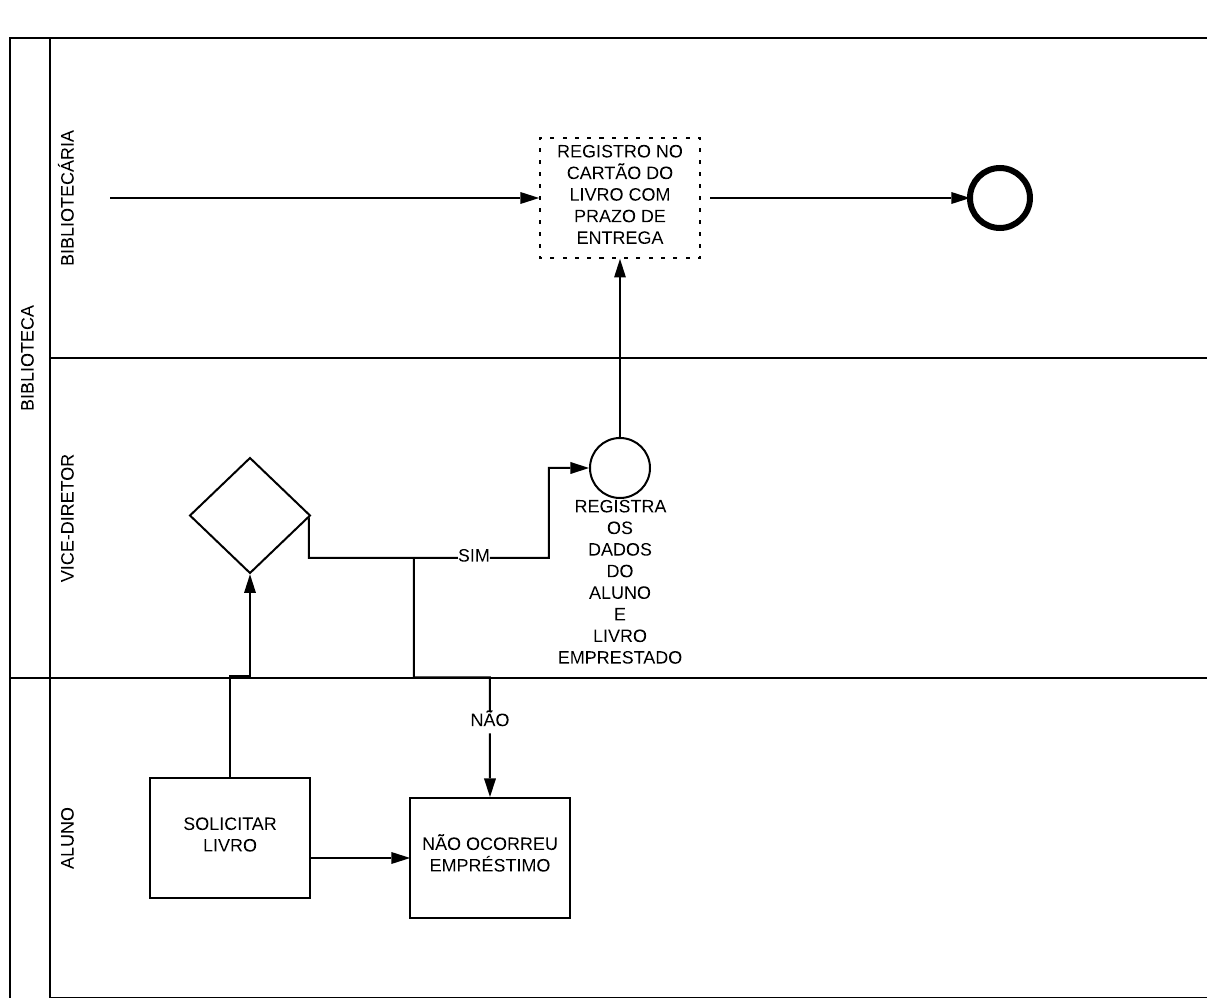 BIBLIOTECA
BIBLIOTECÁRIA
REGISTRO NO
CARTÃO DO
LIVRO COM
PRAZO DE
ENTREGA
VICE-DIRETOR
SIM
REGISTRA
OS
DADOS
DO
ALUNO
E
LIVRO
EMPRESTADO
ALUNO
NÃO
SOLICITAR
LIVRO
NÃO OCORREU
EMPRÉSTIMO